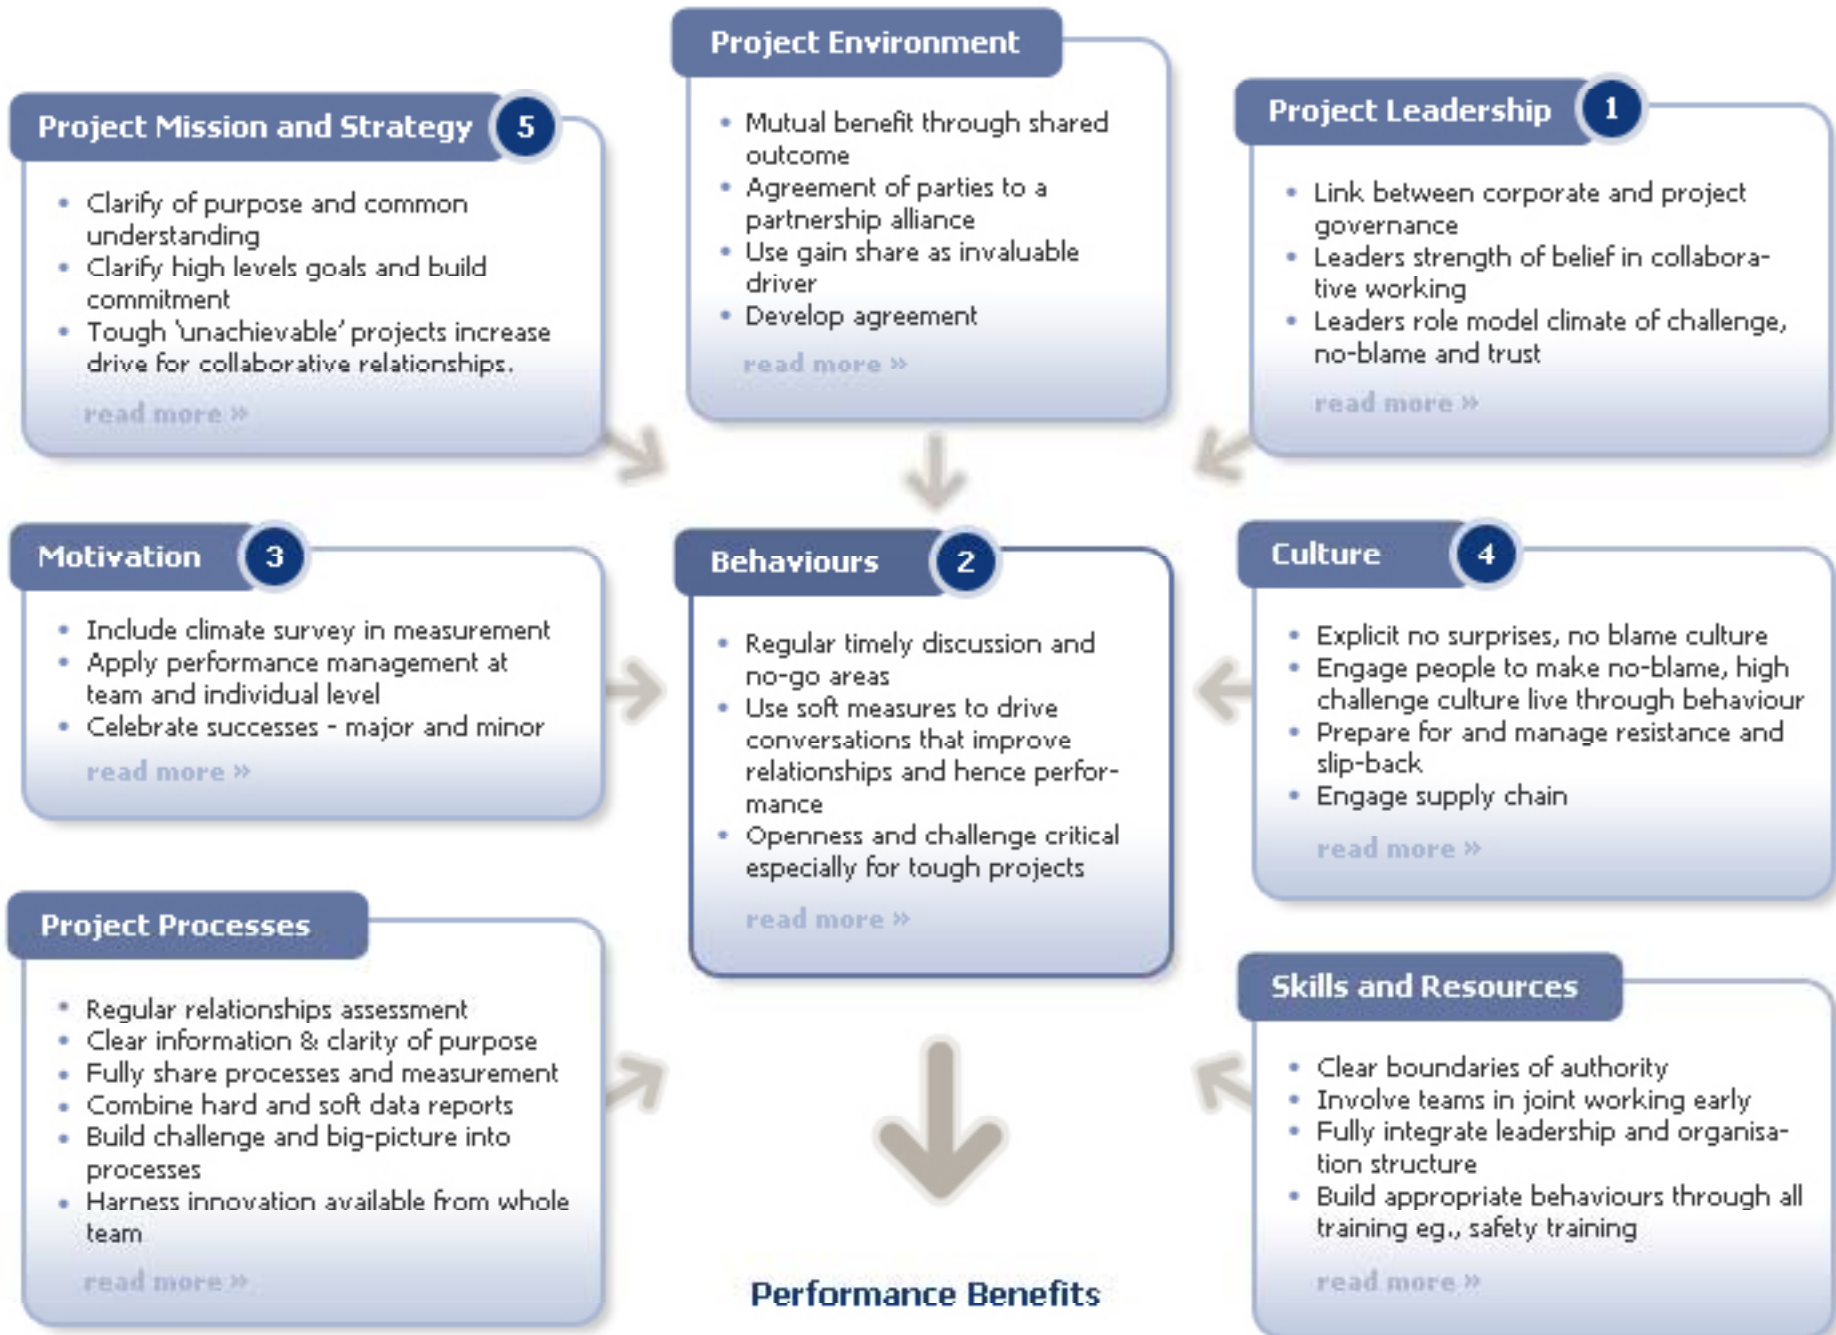 Project Environment
Mutual benefit through shared
outcome
Agreement of parties to a
partnership alliance
Use gain share as invaluable
driver
Develop agreement
read more »
Project Mission and Strategy 5
Clarify of purpose and common
understanding
Clarify high levels goals and build
commitment
Tough 'unachievable' projects increase
drive for collaborative relationships.
read more »
Project Leadership 1
Link between corporate and project
governance
Leaders strength of belief in collabora-
tive working
Leaders role model climate of challenge,
no-blame and trust
read more »
Motivation 3
Include climate survey in measurement
Apply performance management at
team and individual level
Celebrate successes - major and minor
read more »
Behaviours 2
Regular timely discussion and
no-go areas
Use soft measures to drive
conversations that improve
relationships and hence perfor-
mance
Openness and challenge critical
especially for tough projects
read more »
Culture 4
Explicit no surprises, no blame culture
Engage people to make no-blame, high
challenge culture live through behaviour
Prepare for and manage resistance and
slip-back
Engage supply chain
read more »
Project Processes
Regular relationships assessment
Clear information & clarity of purpose
Fully share processes and measurement
Combine hard and soft data reports
Build challenge and big-picture into
processes
Harness innovation available from whole
team
read more »
Skills and Resources
Clear boundaries of authority
Involve teams in joint working early
Fully integrate leadership and organisa-
tion structure
Build appropriate behaviours through all
training eg., safety training
read more »
Performance Benefits